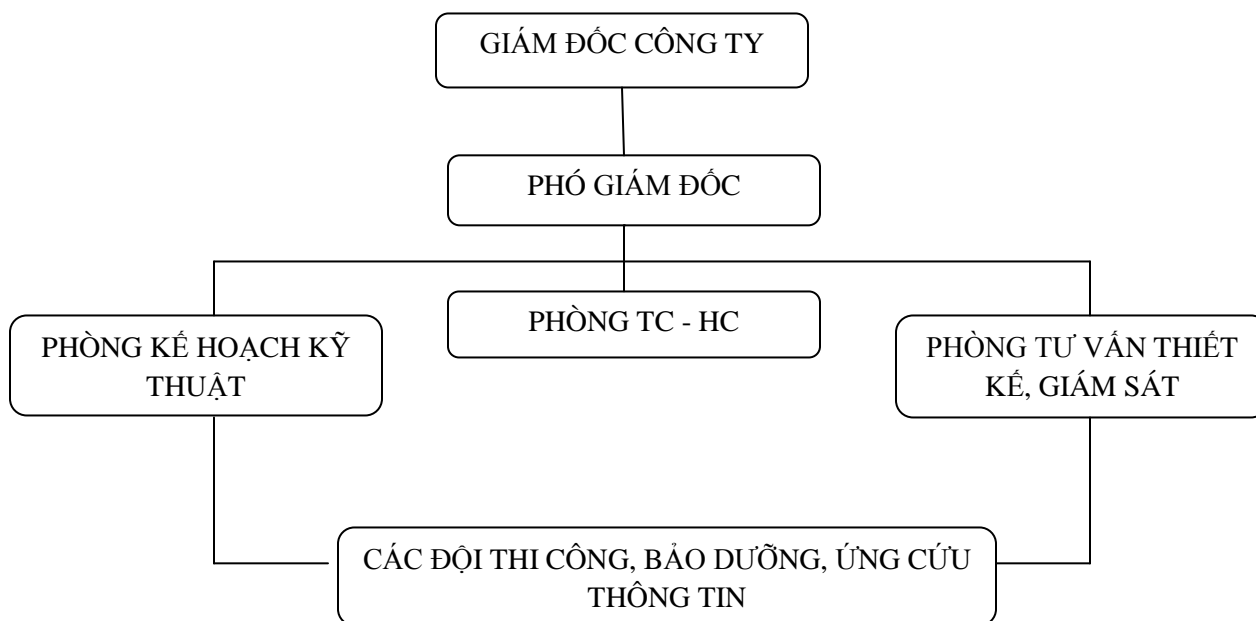 GIÁM ĐỐC CÔNG TY
PHÓ GIÁM ĐỐC
PHÒNG TC - HC
PHÒNG KẾ HOẠCH KỸ
THUẬT
PHÒNG TƯ VẤN THIẾT
KẾ, GIÁM SÁT
CÁC ĐỘI THI CÔNG, BẢO DƯỠNG, ỨNG CỨU
THÔNG TIN